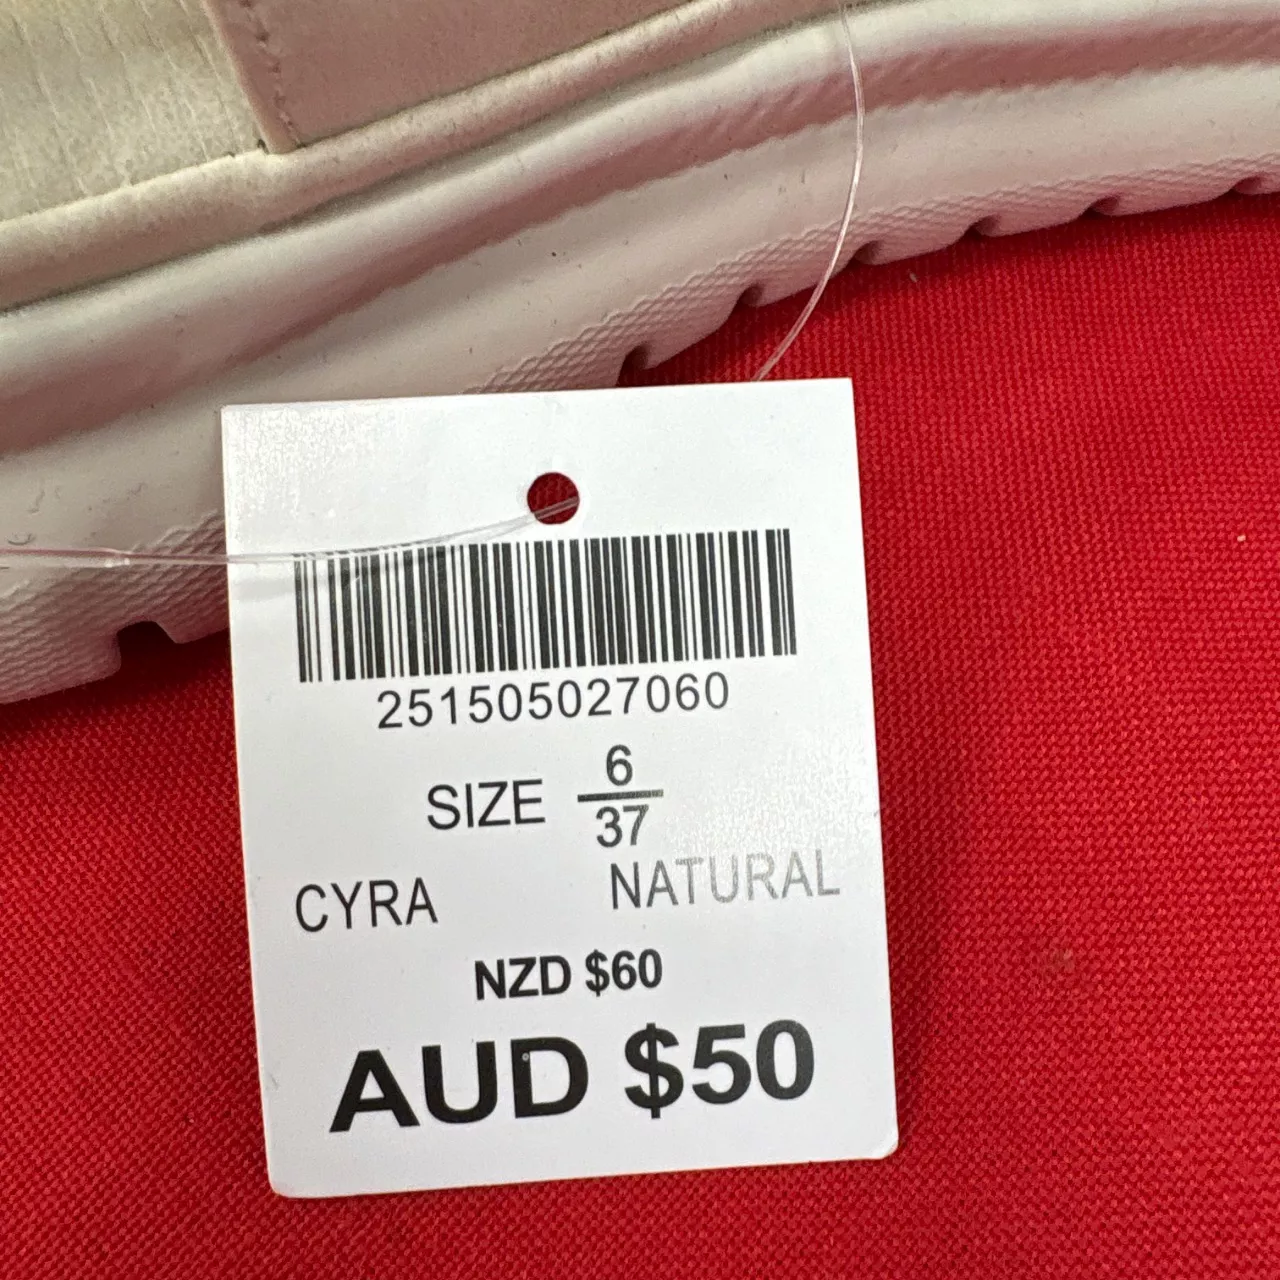 251505027060
SIZE 6/37
CYRA NATURAL
NZD $60
AUD $50